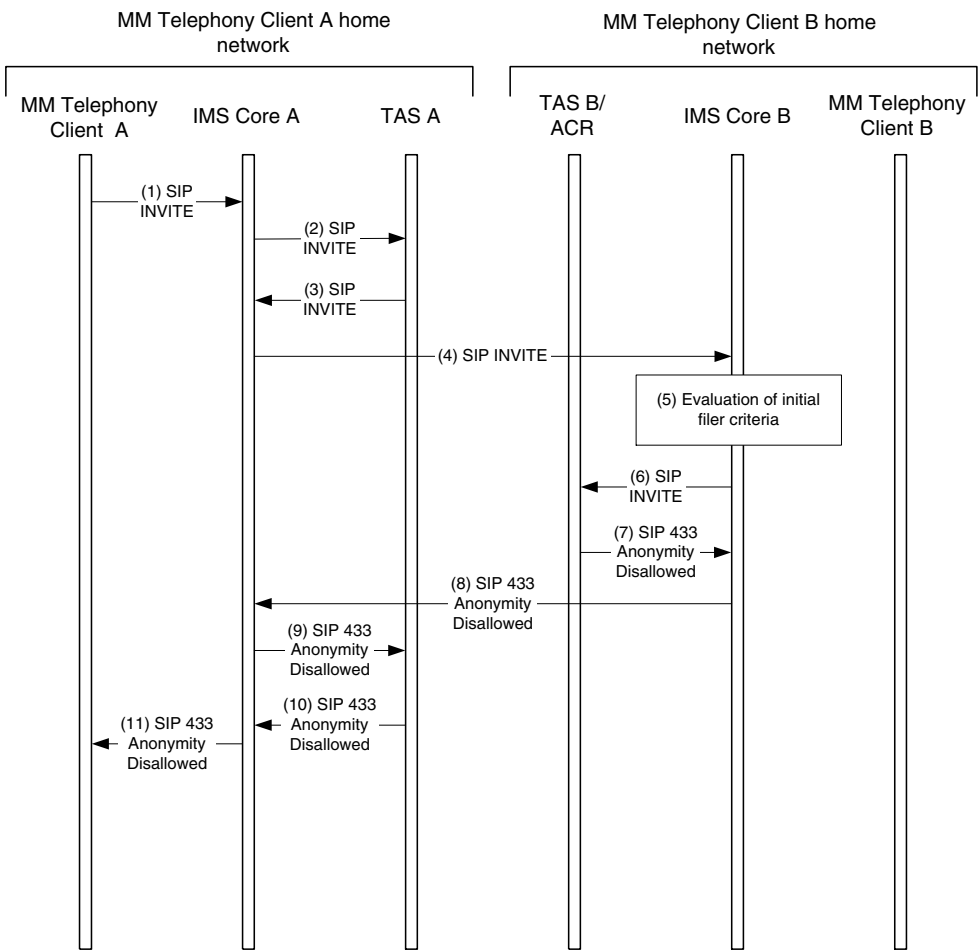 MM Telephony Client A home
network
MM Telephony Client B home
network
MM Telephony
Client A
IMS Core A
TAS A
TAS B/
ACR
IMS Core B
MM Telephony
Client B
(1) SIP
INVITE
(2) SIP
INVITE
(3) SIP
INVITE
(4) SIP INVITE
(5) Evaluation of initial
filer criteria
(6) SIP
INVITE
(7) SIP 433
Anonymity
Disallowed
(8) SIP 433
Anonymity
Disallowed
(9) SIP 433
Anonymity
Disallowed
(10) SIP 433
Anonymity
Disallowed
(11) SIP 433
Anonymity
Disallowed